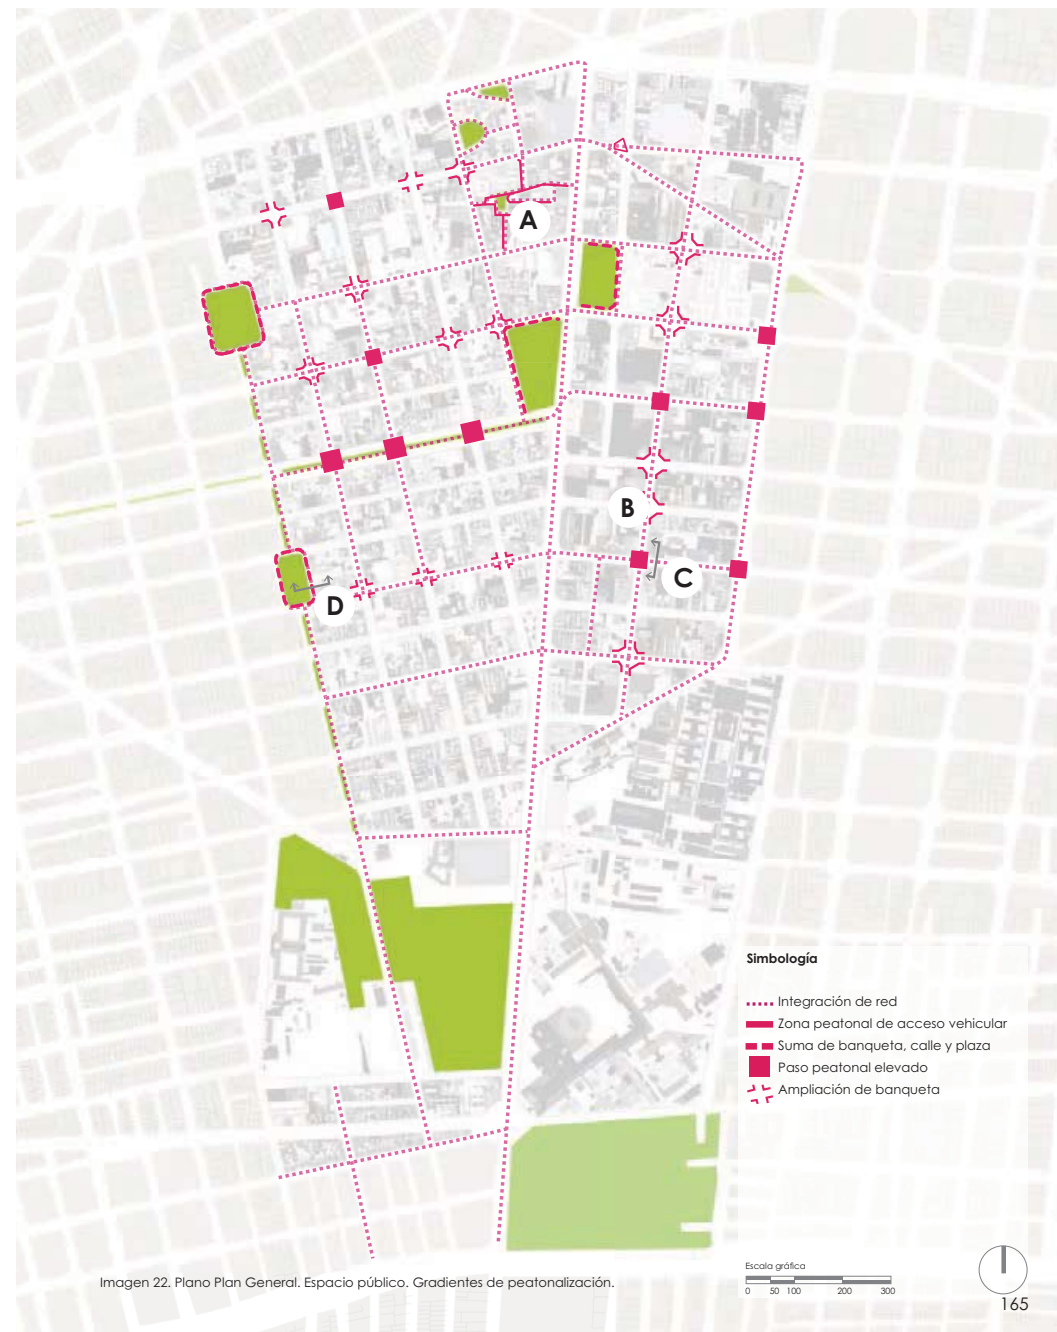 A
B
C
D
Simbología
Integración de red
Zona peatonal de acceso vehicular
Suma de banqueta, calle y plaza
Paso peatonal elevado
Ampliación de banqueta
Imagen 22. Plano Plan General. Espacio público. Gradientes de peatonalización.
Escala gráfica
0 50 100 200 300
165